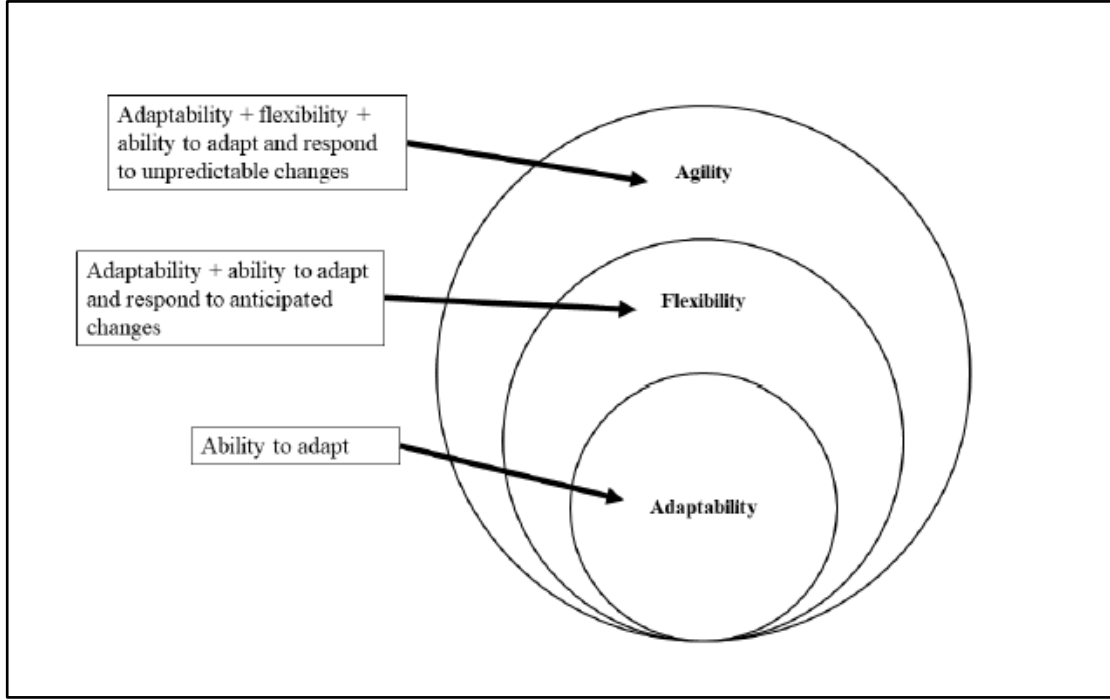 Adaptability + flexibility +
ability to adapt and respond
to unpredictable changes
Agility
Adaptability + ability to adapt
and respond to anticipated
changes
Flexibility
Ability to adapt
Adaptability